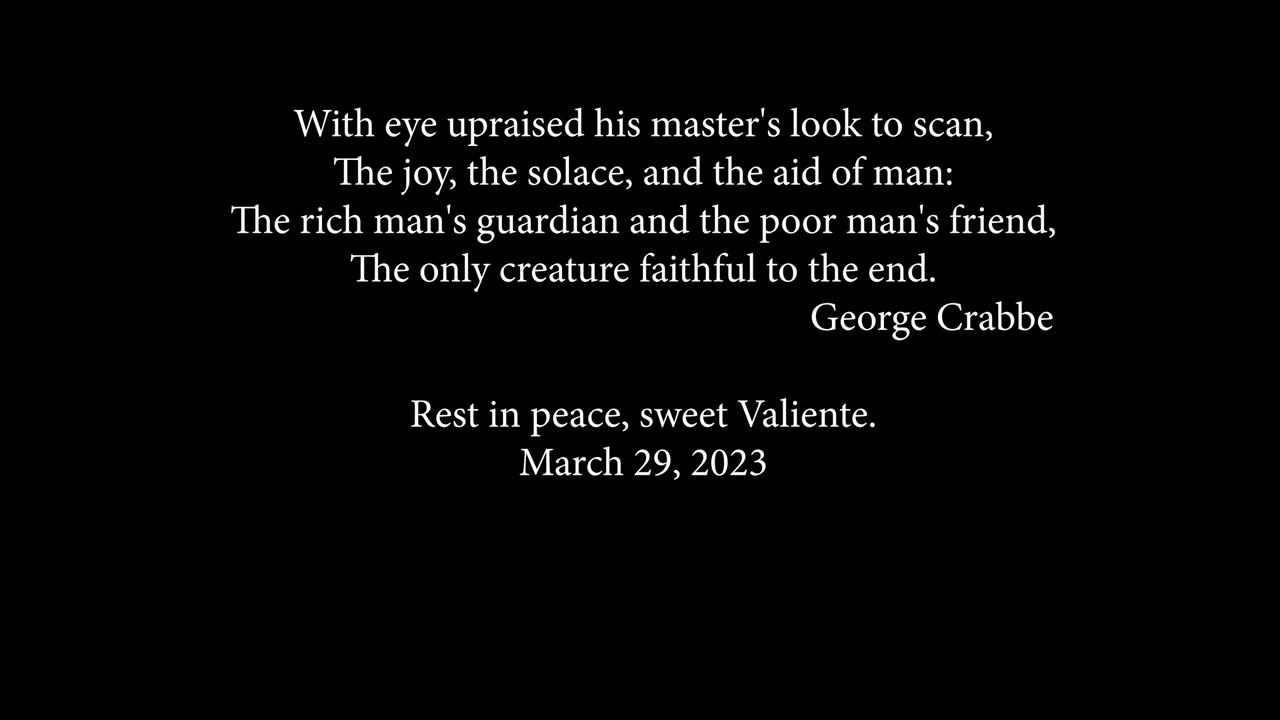 With eye upraised his master's look to scan,
The joy, the solace, and the aid of man:
The rich man's guardian and the poor man's friend,
The only creature faithful to the end.
George Crabbe
Rest in peace, sweet Valiente.
March 29, 2023